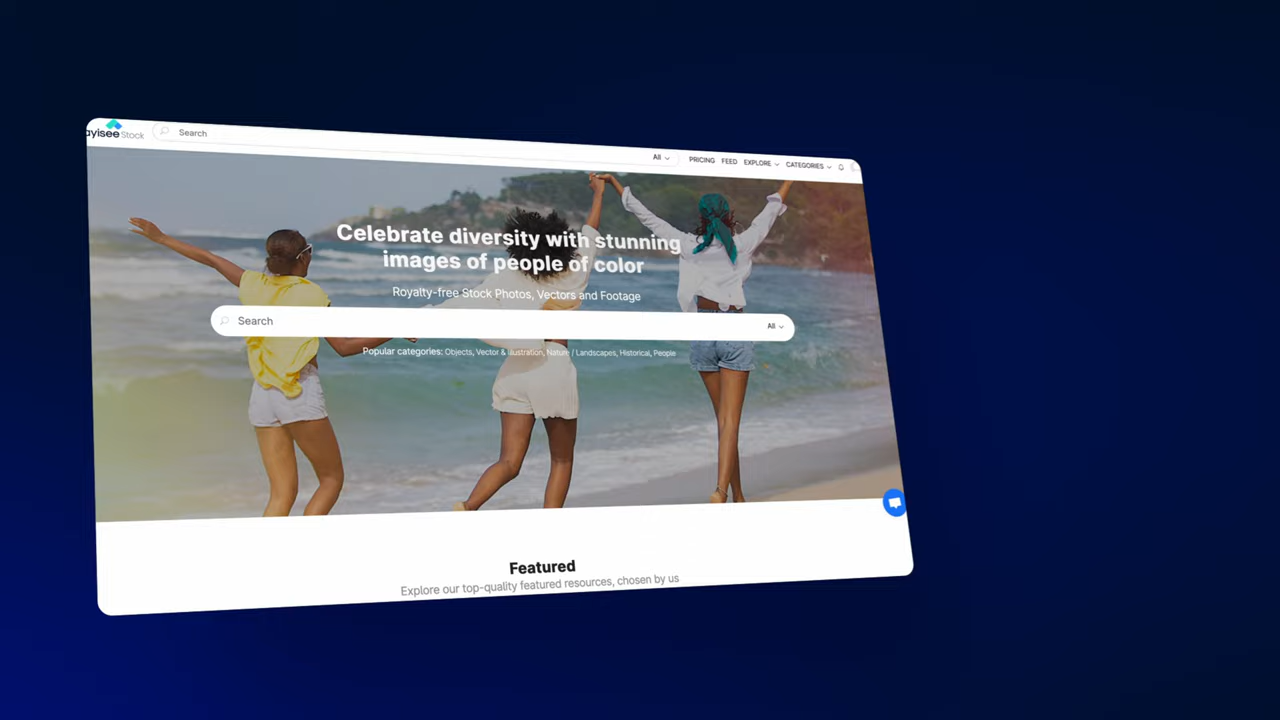 ayisee Stock
Search
All
PRICING FEED EXPLORE CATEGORIES
Celebrate diversity with stunning
images of people of color
Royalty-free Stock Photos, Vectors and Footage
Search
All
Popular categories: Objects, Vector & Illustration, Nature / Landscapes, Historical, People
Featured
Explore our top-quality featured resources, chosen by us